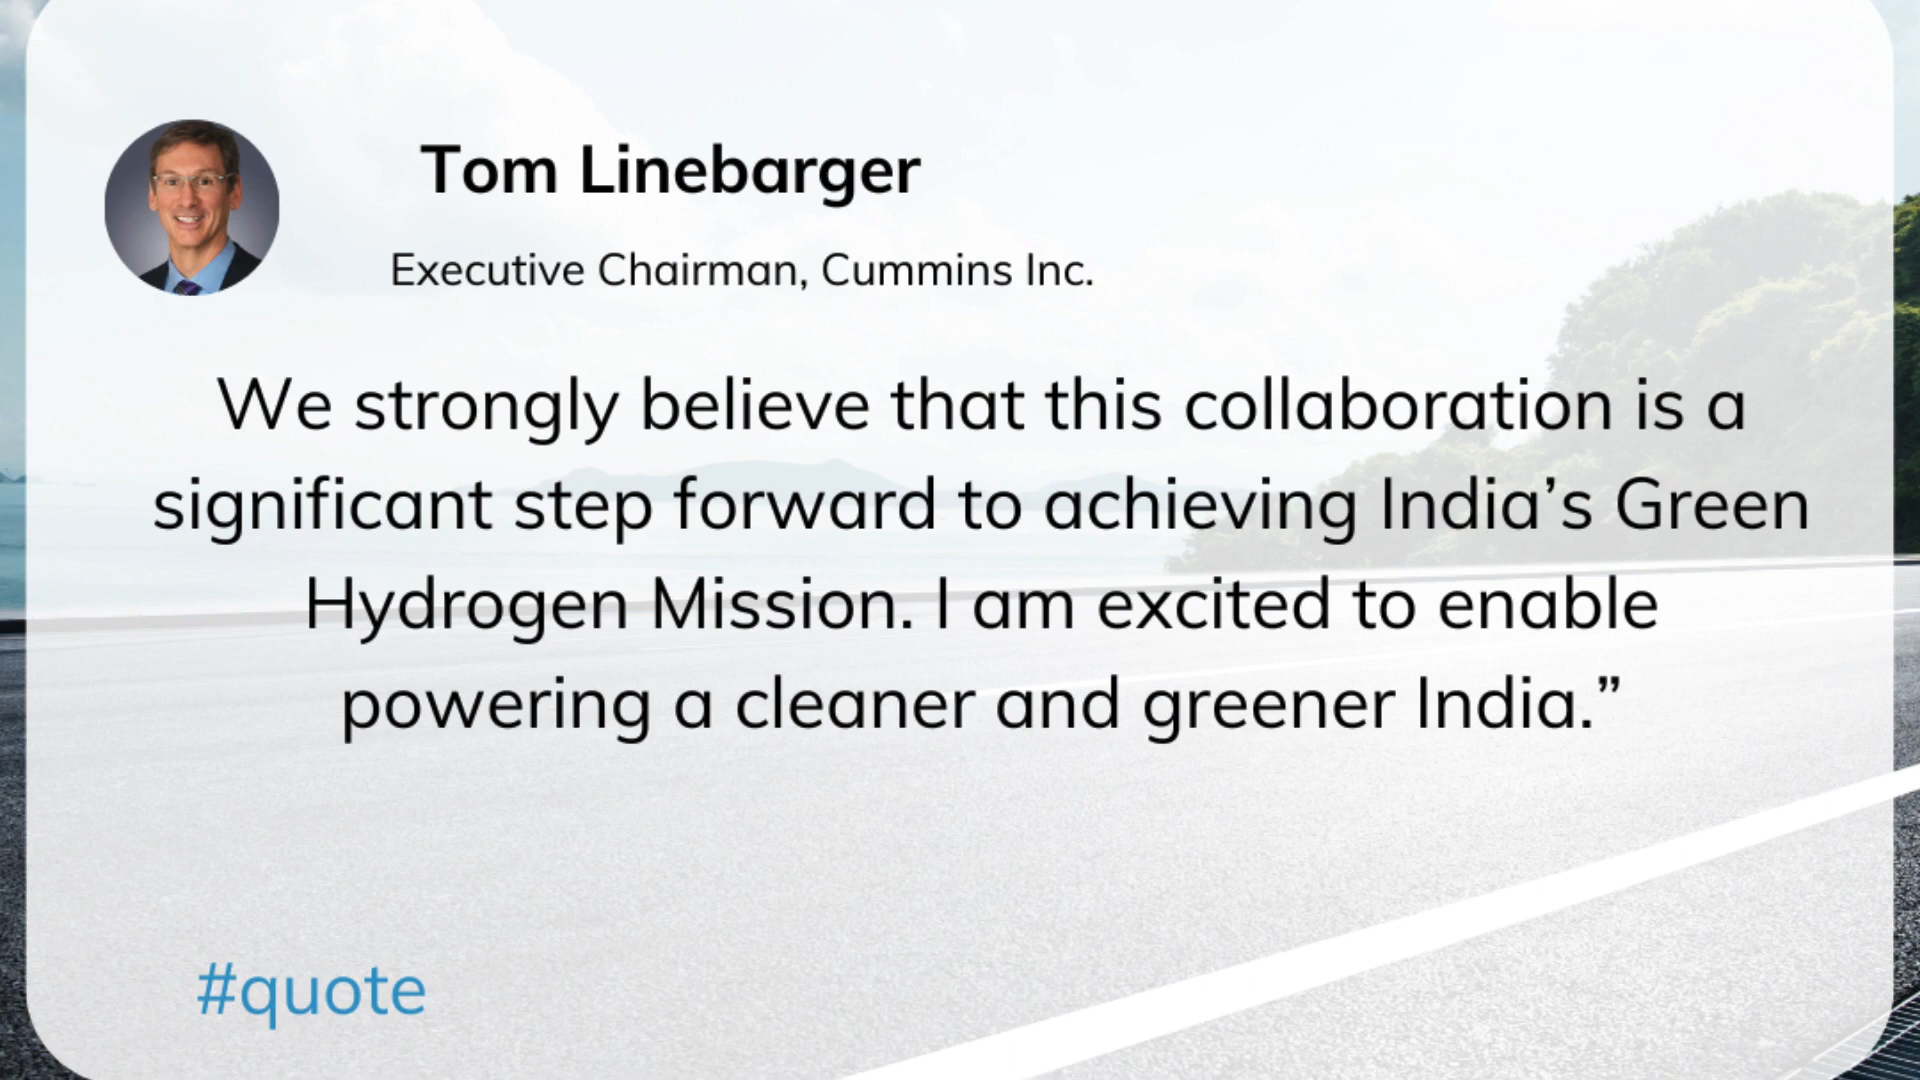 Tom Linebarger
Executive Chairman, Cummins Inc.
We strongly believe that this collaboration is a
significant step forward to achieving India’s Green
Hydrogen Mission. I am excited to enable
powering a cleaner and greener India.”
#quote